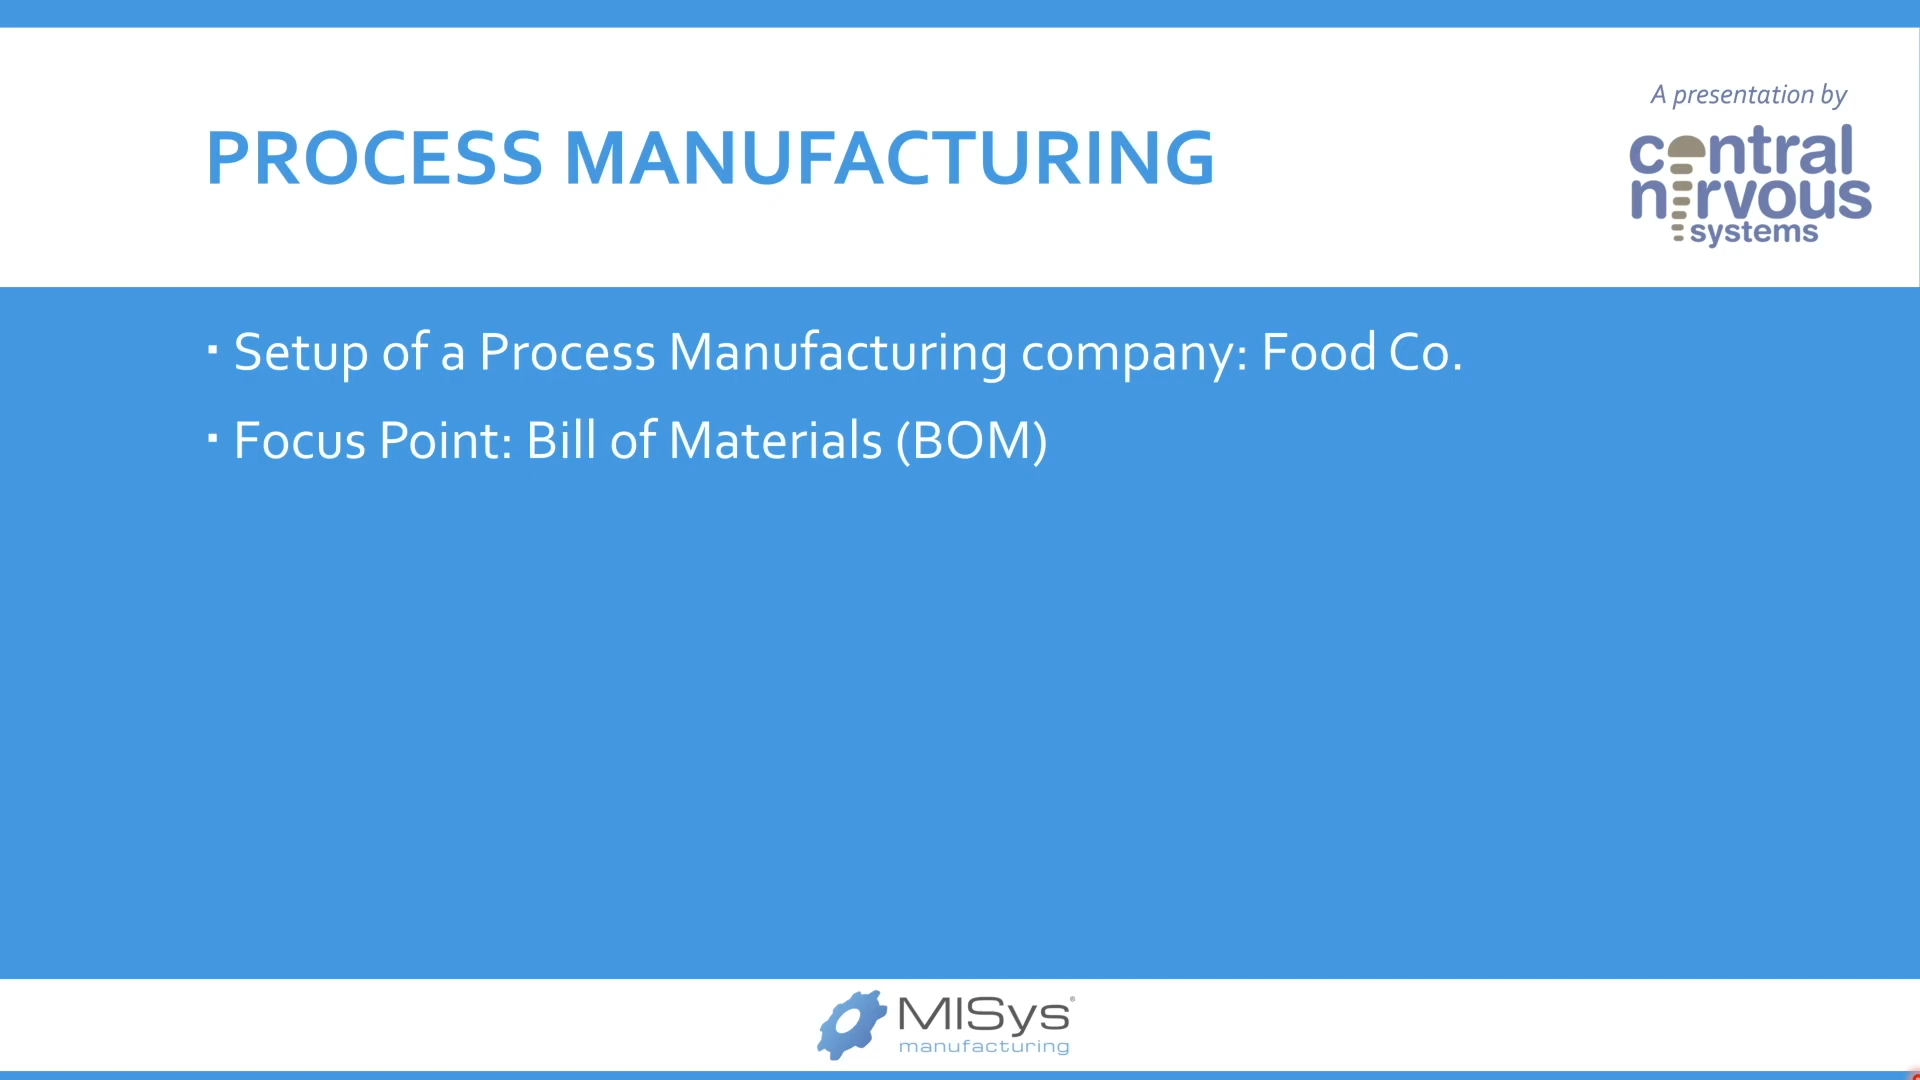 A presentation by
PROCESS MANUFACTURING
central
nervous
systems
▪ Setup of a Process Manufacturing company: Food Co.
▪ Focus Point: Bill of Materials (BOM)
MISys®
manufacturing